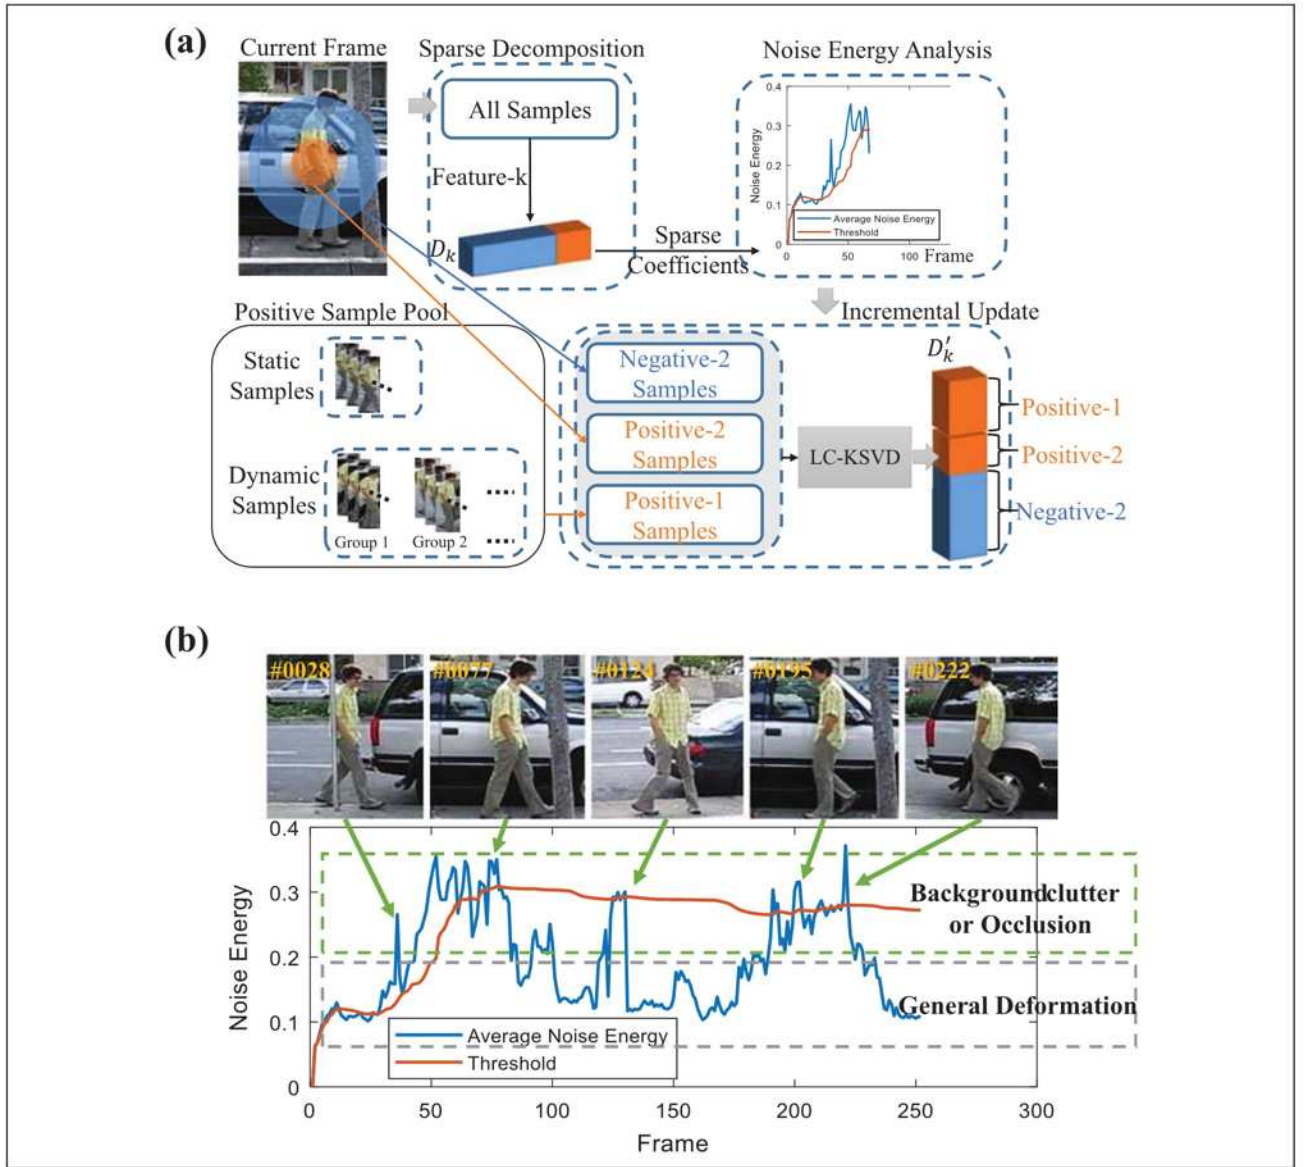 (a)
Current Frame
Sparse Decomposition
Noise Energy Analysis
All Samples
Feature-k
D_k
Sparse
Coefficients
Noise Energy
0.4
0.3
0.2
0.1
0
Average Noise Energy
Threshold
0
50
100
Frame
Positive Sample Pool
Static
Samples
Dynamic
Samples
Group 1
Group 2
Incremental Update
Negative-2
Samples
Positive-2
Samples
Positive-1
Samples
LC-KSVD
D′_k
Positive-1
Positive-2
Negative-2
(b)
#0028
#0077
#0124
#0195
#0222
Noise Energy
0.4
0.3
0.2
0.1
0
Backgroundclutter
or Occlusion
General Deformation
Average Noise Energy
Threshold
0
50
100
150
200
250
300
Frame